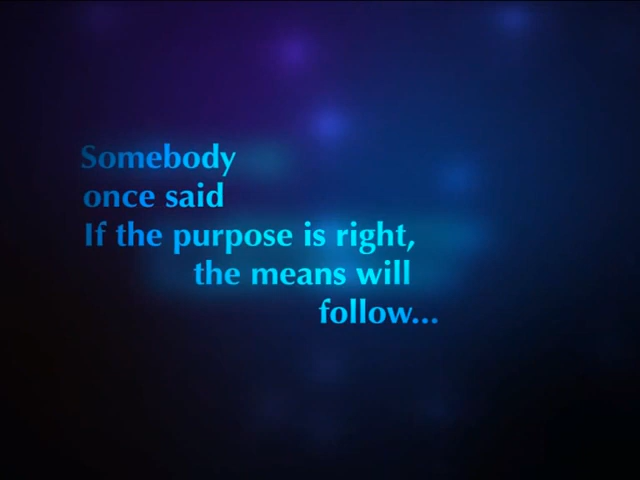 Somebody
once said
If the purpose is right,
the means will
follow...